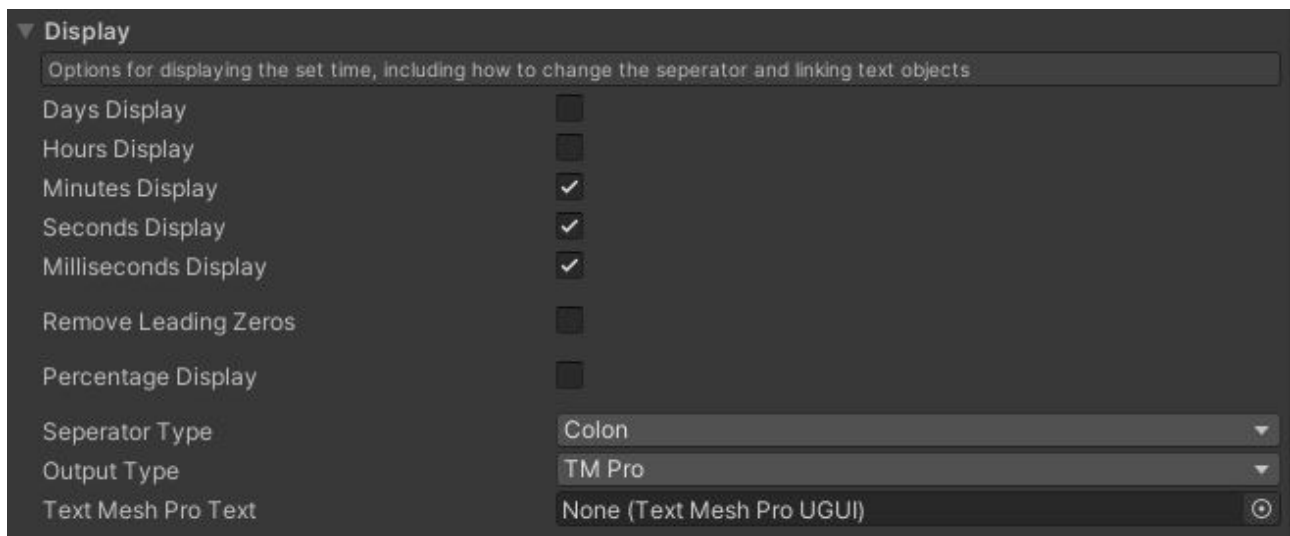 Display
Options for displaying the set time, including how to change the seperator and linking text objects
Days Display
Hours Display
Minutes Display
Seconds Display
Milliseconds Display
Remove Leading Zeros
Percentage Display
Seperator Type Colon
Output Type TM Pro
Text Mesh Pro Text None (Text Mesh Pro UGUI)